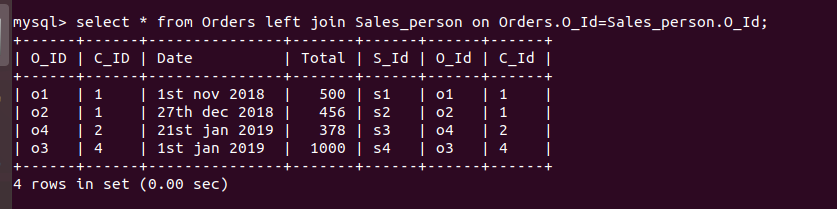 mysql> select * from Orders left join Sales_person on Orders.O_Id=Sales_person.O_Id;
+------+------+---------------+-------+------+------+------+
| O_ID | C_ID | Date          | Total | S_Id | O_Id | C_Id |
+------+------+---------------+-------+------+------+------+
| o1   | 1    | 1st nov 2018  |   500 | s1   | o1   | 1    |
| o2   | 1    | 27th dec 2018 |   456 | s2   | o2   | 1    |
| o4   | 2    | 21st jan 2019 |   378 | s3   | o4   | 2    |
| o3   | 4    | 1st jan 2019  |  1000 | s4   | o3   | 4    |
+------+------+---------------+-------+------+------+------+
4 rows in set (0.00 sec)